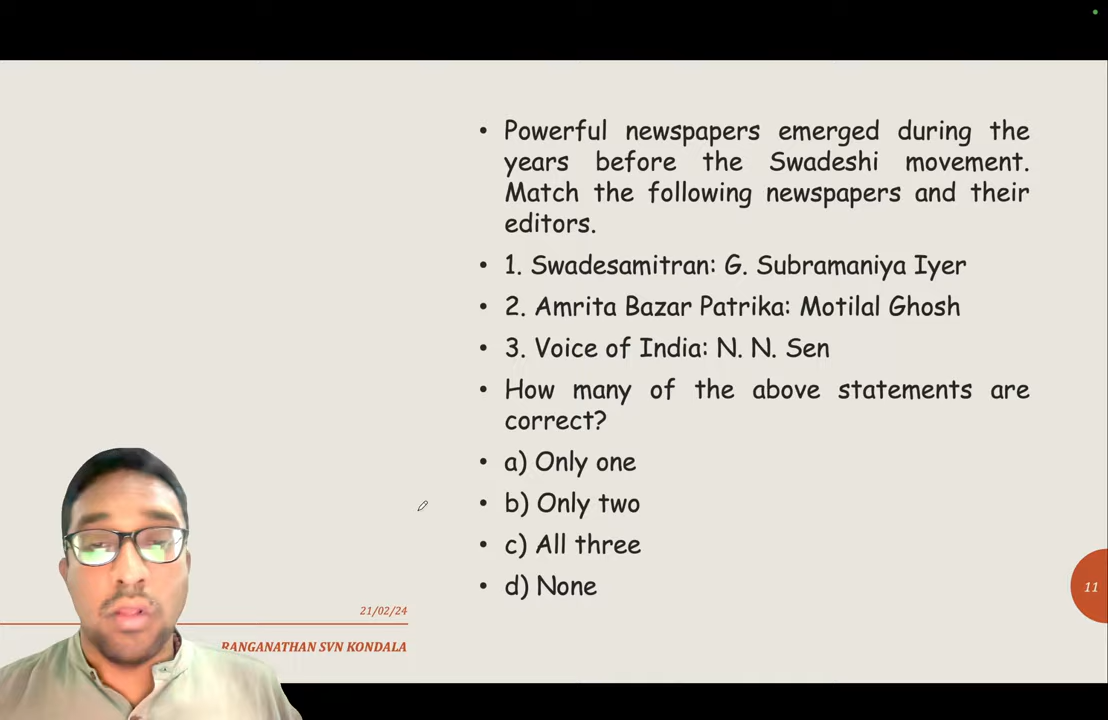 • Powerful newspapers emerged during the
years before the Swadeshi movement.
Match the following newspapers and their
editors.
• 1. Swadesamitran: G. Subramaniya Iyer
• 2. Amrita Bazar Patrika: Motilal Ghosh
• 3. Voice of India: N. N. Sen
• How many of the above statements are
correct?
• a) Only one
• b) Only two
• c) All three
• d) None
11
21/02/24
RANGANATHAN SVN KONDALA